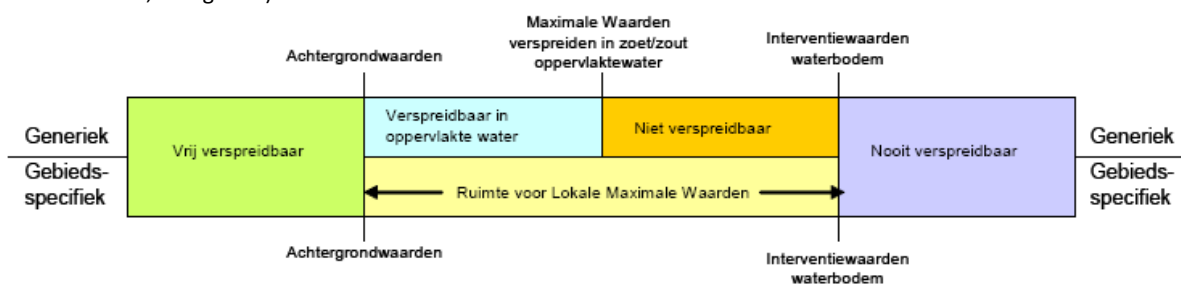 Maximale Waarden
verspreiden in zoet/zout
oppervlaktewater
Interventiewaarden
waterbodem
Achtergrondwaarden
Generiek
Gebieds-
specifiek
Vrij verspreidbaar
Verspreidbaar in
oppervlakte water
Niet verspreidbaar
Nooit verspreidbaar
Ruimte voor Lokale Maximale Waarden
Generiek
Gebieds-
specifiek
Achtergrondwaarden
Interventiewaarden
waterbodem